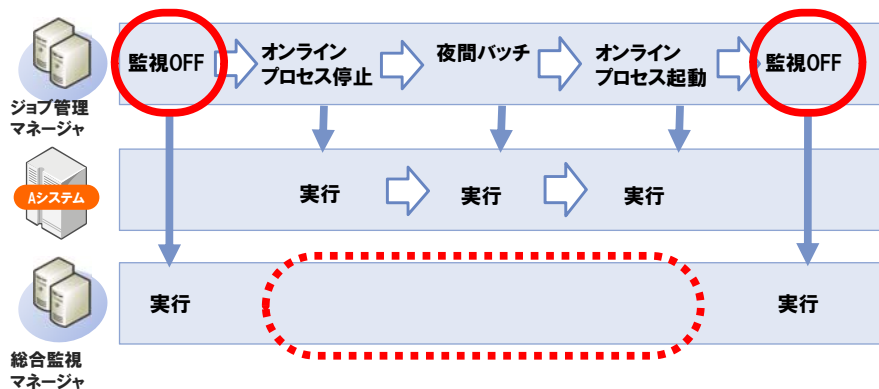 監視OFF
オンライン
プロセス停止
夜間バッチ
オンライン
プロセス起動
監視OFF
ジョブ管理
マネージャ
Aシステム
実行
実行
実行
実行
実行
総合監視
マネージャ